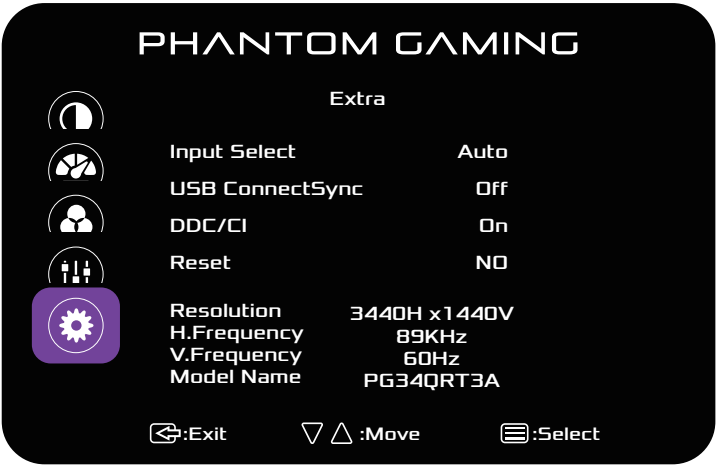 PHANTOM GAMING
Extra
Input Select Auto
USB ConnectSync Off
DDC/CI On
Reset NO
Resolution 3440H x1440V
H.Frequency 89KHz
V.Frequency 60Hz
Model Name PG34QRT3A
:Exit :Move :Select